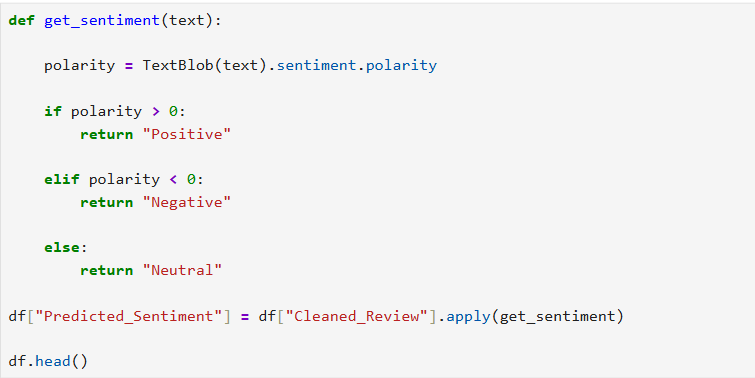 def get_sentiment(text):
    polarity = TextBlob(text).sentiment.polarity
    if polarity > 0:
        return "Positive"
    elif polarity < 0:
        return "Negative"
    else:
        return "Neutral"
df["Predicted_Sentiment"] = df["Cleaned_Review"].apply(get_sentiment)
df.head()